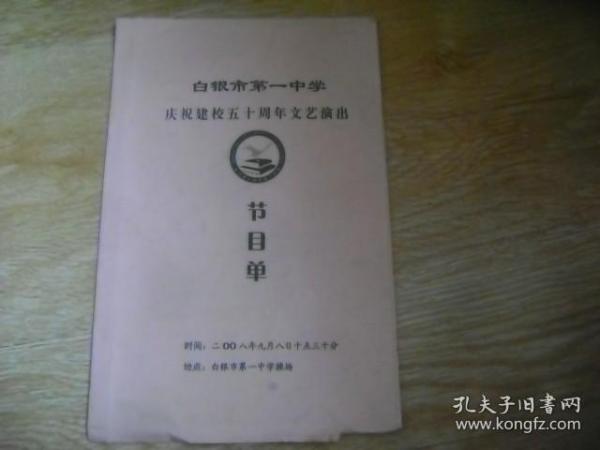 白银市第一中学
庆祝建校五十周年文艺演出
节
目
单
时间：二00八年九月八日十点三十分
地点：白银市第一中学操场
孔夫子旧书网
www.kongfz.com